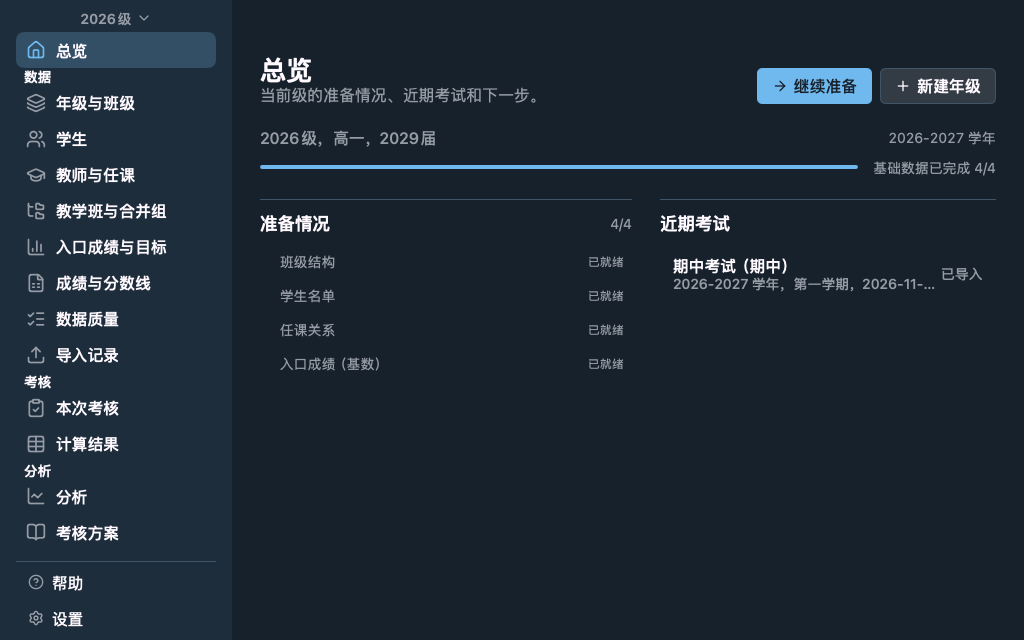 2026级
总览
数据
年级与班级
学生
教师与任课
教学班与合并组
入口成绩与目标
成绩与分数线
数据质量
导入记录
考核
本次考核
计算结果
分析
分析
考核方案
帮助
设置
总览
当前级的准备情况、近期考试和下一步。
继续准备
新建年级
2026级，高一，2029届
2026-2027 学年
基础数据已完成 4/4
准备情况
4/4
班级结构
已就绪
学生名单
已就绪
任课关系
已就绪
入口成绩（基数）
已就绪
近期考试
期中考试（期中）
2026-2027 学年，第一学期，2026-11-...
已导入